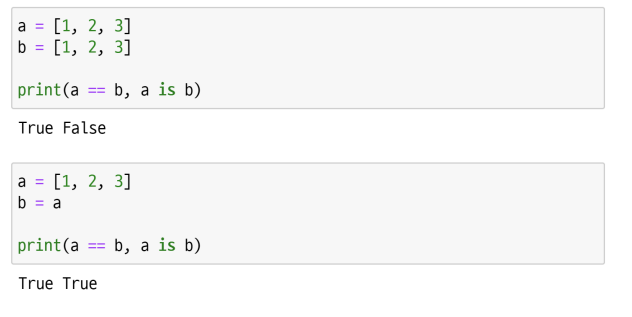 a = [1, 2, 3]
b = [1, 2, 3]
print(a == b, a is b)
True False
a = [1, 2, 3]
b = a
print(a == b, a is b)
True True